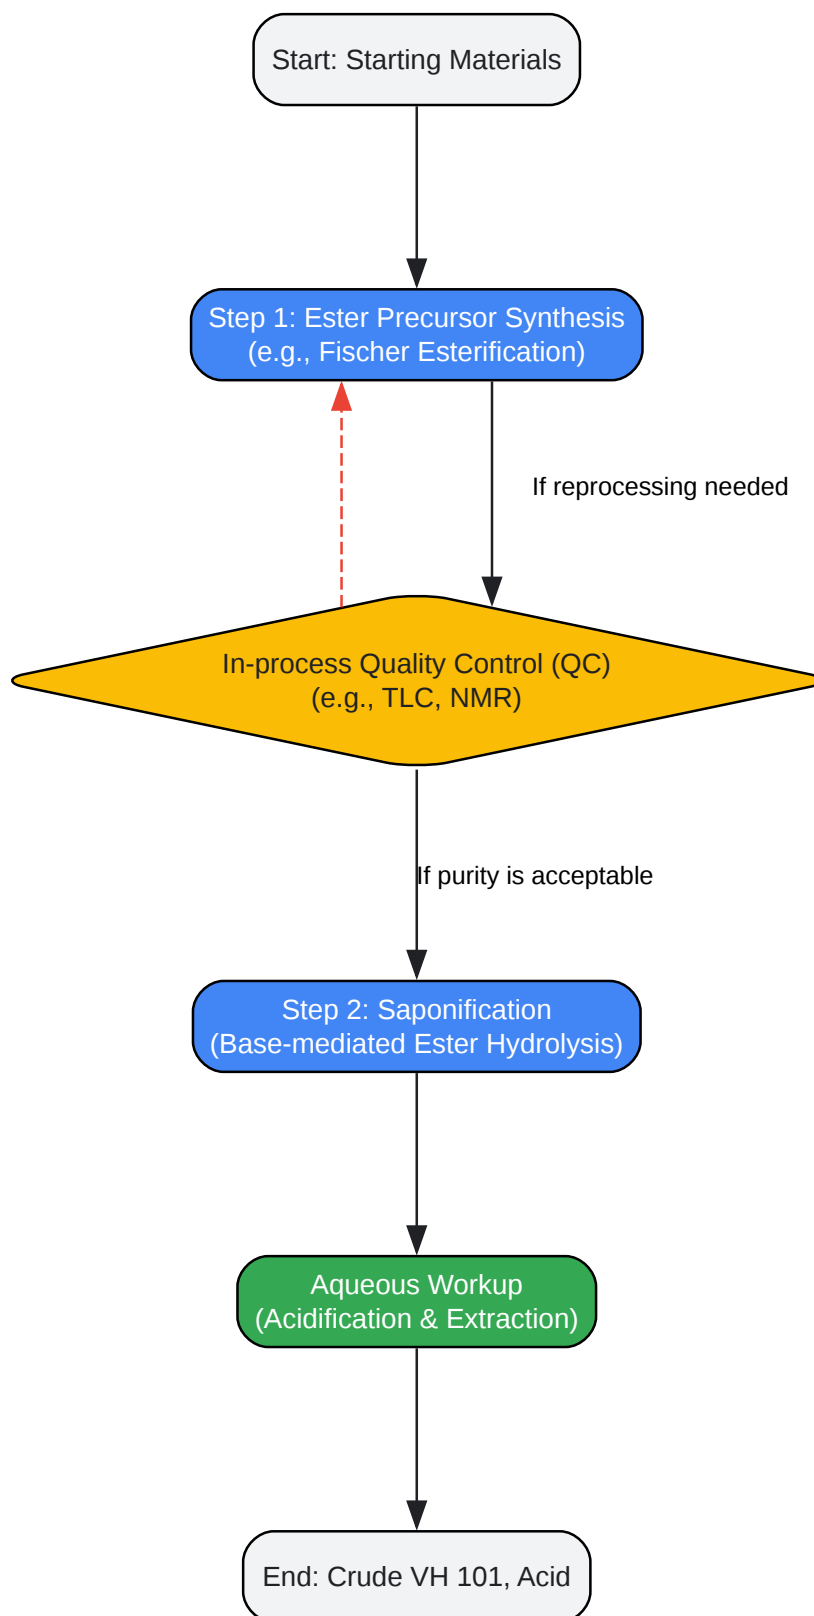 Start: Starting Materials
Step 1: Ester Precursor Synthesis
(e.g., Fischer Esterification)
If reprocessing needed
In-process Quality Control (QC)
(e.g., TLC, NMR)
If purity is acceptable
Step 2: Saponification
(Base-mediated Ester Hydrolysis)
Aqueous Workup
(Acidification & Extraction)
End: Crude VH 101, Acid